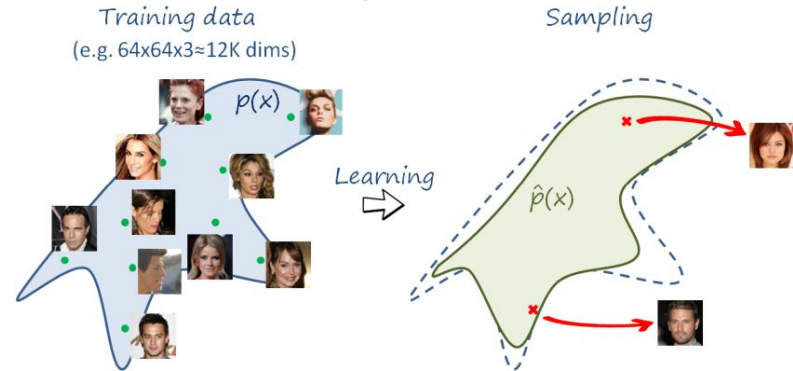 Training data
(e.g. 64x64x3≈12K dims)
p(x)
Learning
Sampling
p̂(x)